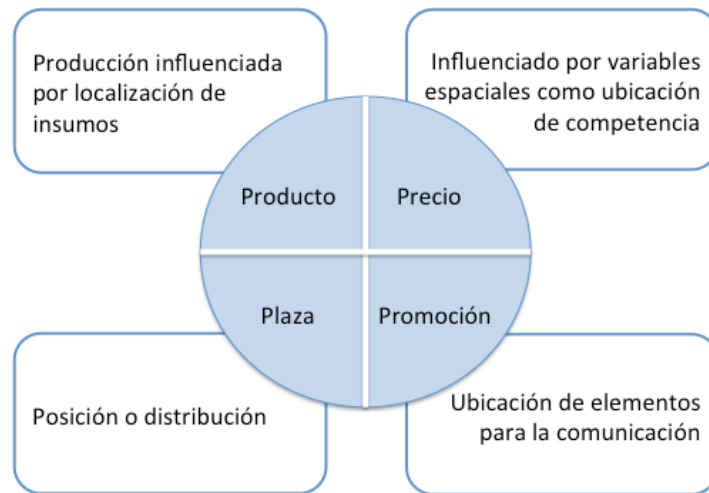 Producción influenciada
por localización de
insumos
Influenciado por variables
espaciales como ubicación
de competencia
Producto
Precio
Plaza
Promoción
Posición o distribución
Ubicación de elementos
para la comunicación